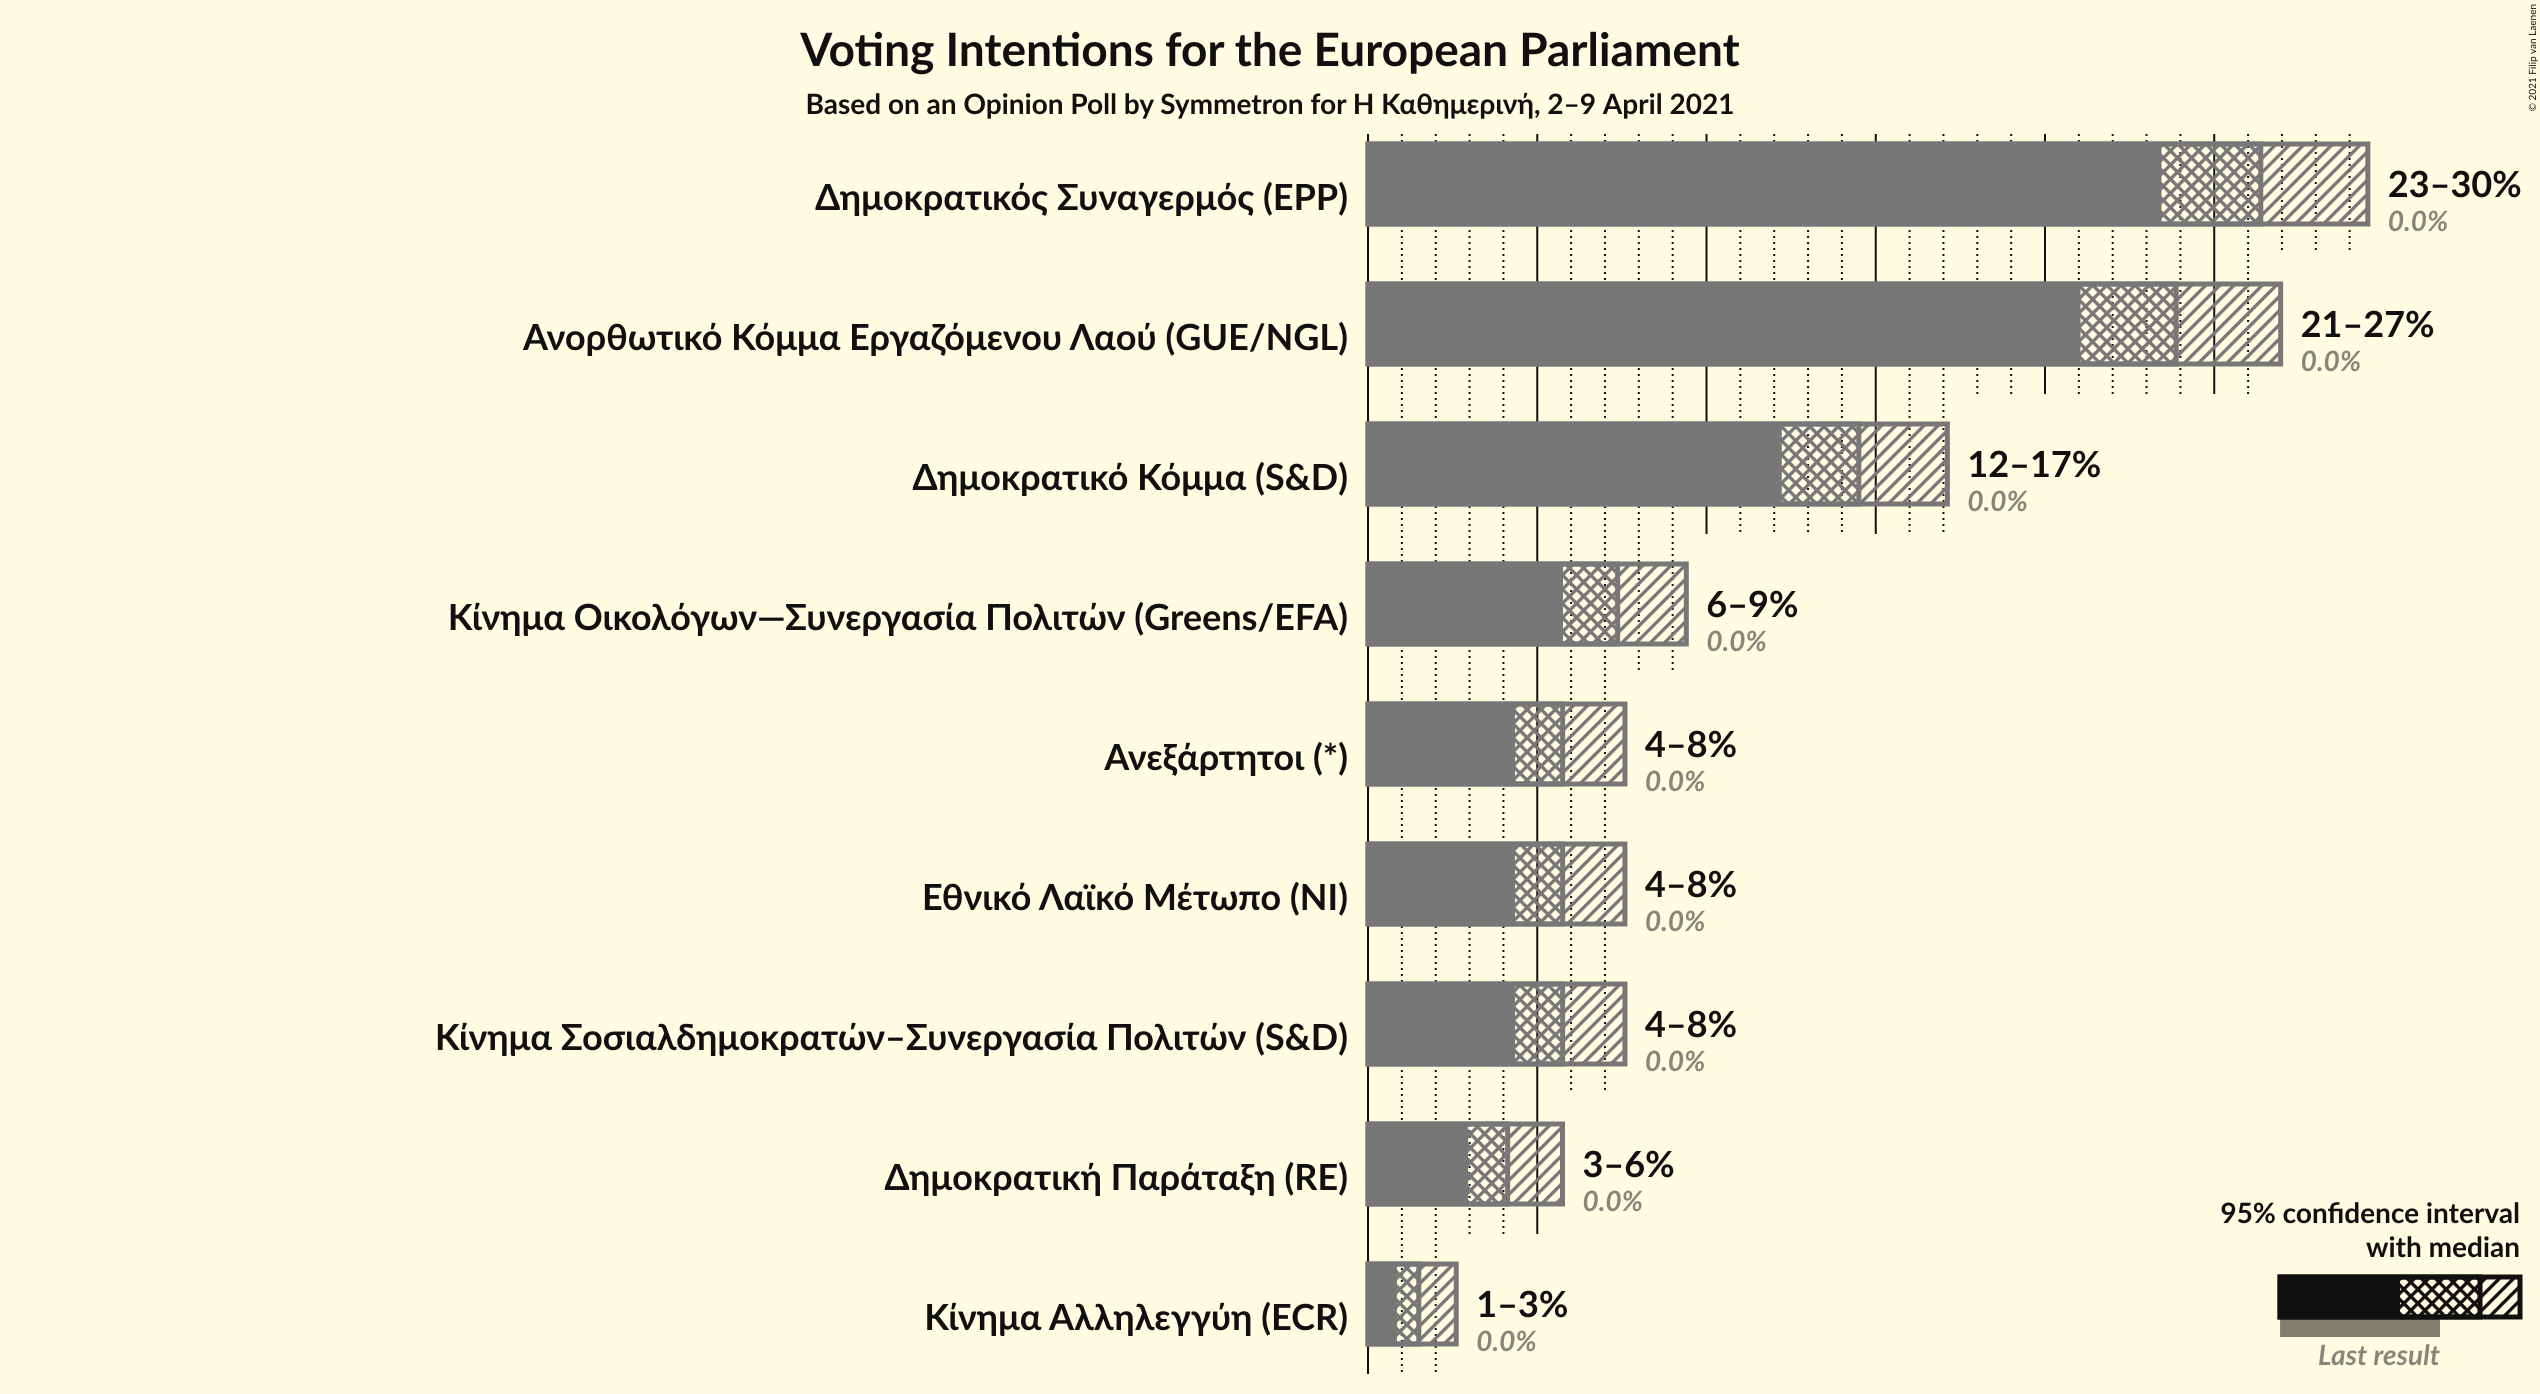 Voting Intentions for the European Parliament
Based on an Opinion Poll by Symmetron for Η Καθημερινή, 2–9 April 2021
© 2021 Filip van Laenen
Δημοκρατικός Συναγερμός (EPP)
23–30%
0.0%
Ανορθωτικό Κόμμα Εργαζόμενου Λαού (GUE/NGL)
21–27%
0.0%
Δημοκρατικό Κόμμα (S&D)
12–17%
0.0%
Κίνημα Οικολόγων—Συνεργασία Πολιτών (Greens/EFA)
6–9%
0.0%
Ανεξάρτητοι (*)
4–8%
0.0%
Εθνικό Λαϊκό Μέτωπο (NI)
4–8%
0.0%
Κίνημα Σοσιαλδημοκρατών–Συνεργασία Πολιτών (S&D)
4–8%
0.0%
Δημοκρατική Παράταξη (RE)
3–6%
0.0%
Κίνημα Αλληλεγγύη (ECR)
1–3%
0.0%
95% confidence interval
with median
Last result